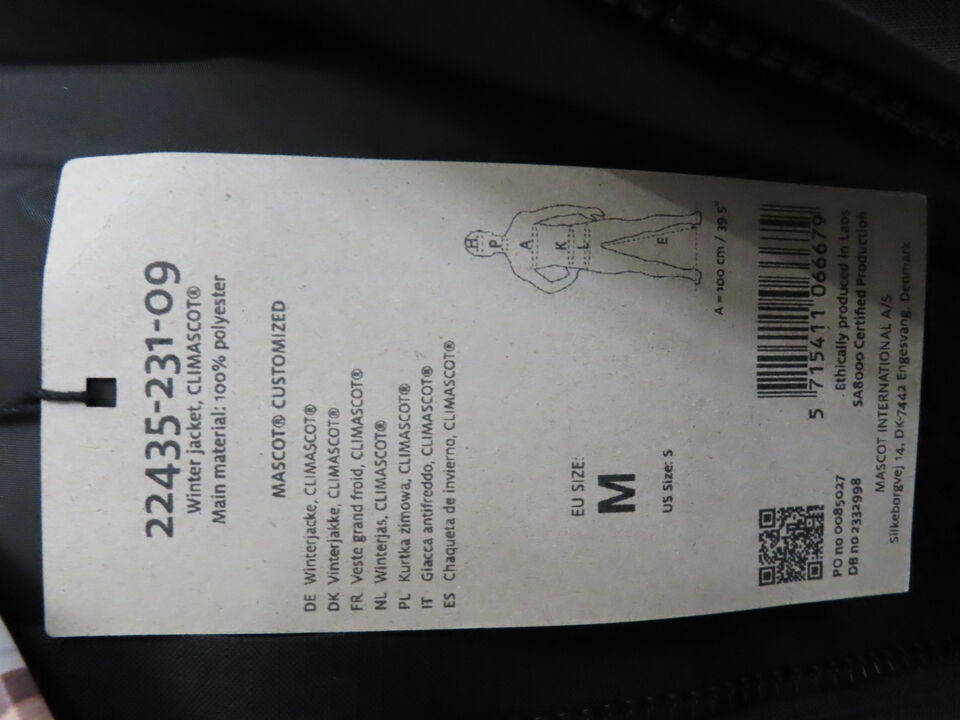 22435-231-09
Winter jacket, CLIMASCOT®
Main material: 100% polyester
MASCOT® CUSTOMIZED
DE Winterjacke, CLIMASCOT®
DK Vinterjakke, CLIMASCOT®
FR Veste grand froid, CLIMASCOT®
NL Winterjas, CLIMASCOT®
PL Kurtka zimowa, CLIMASCOT®
IT Giacca antifreddo, CLIMASCOT®
ES Chaqueta de invierno, CLIMASCOT®
H
P
A
K
L
E
EU SIZE:
M
US Size: S
A = 100 cm / 39.5"
5 715411 066679
PO no 0085027
DB no 2332998
Ethically produced in Laos
SA8000 Certified Production
MASCOT INTERNATIONAL A/S
Silkeborgvej 14, DK-7442 Engesvang, Denmark